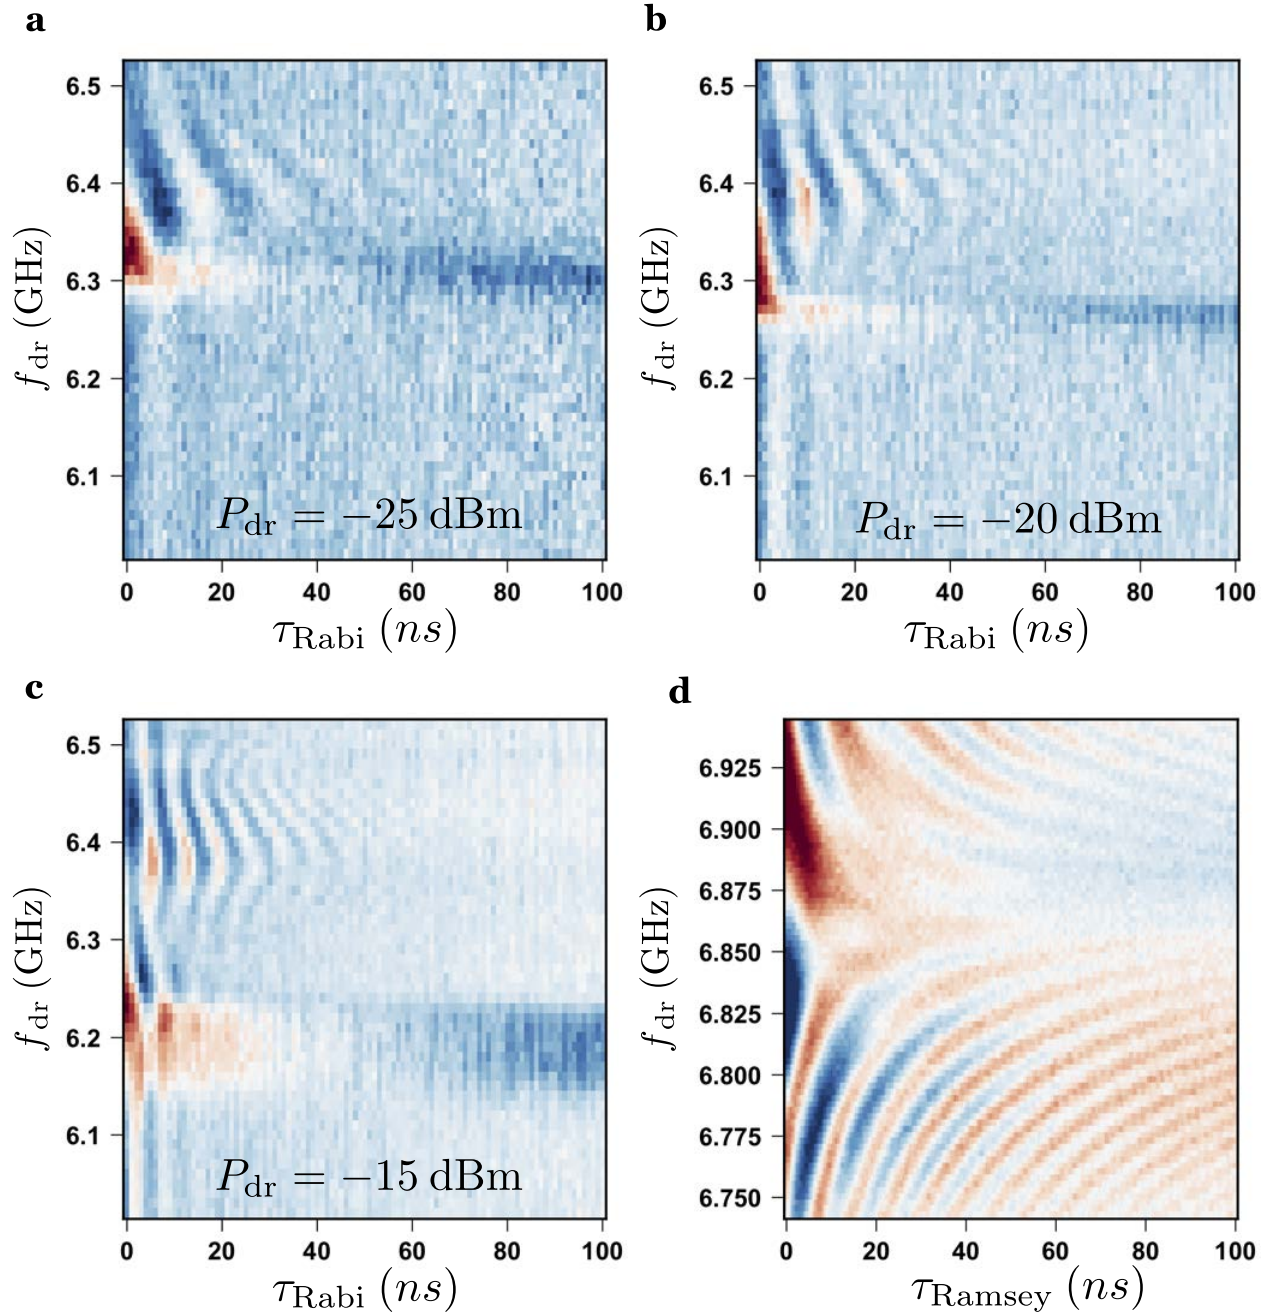 a
6.5
6.4
6.3
6.2
6.1
f_dr (GHz)
P_dr = −25 dBm
0 20 40 60 80 100
τ_Rabi (ns)
b
6.5
6.4
6.3
6.2
6.1
f_dr (GHz)
P_dr = −20 dBm
0 20 40 60 80 100
τ_Rabi (ns)
c
6.5
6.4
6.3
6.2
6.1
f_dr (GHz)
P_dr = −15 dBm
0 20 40 60 80 100
τ_Rabi (ns)
d
6.925
6.900
6.875
6.850
6.825
6.800
6.775
6.750
f_dr (GHz)
0 20 40 60 80 100
τ_Ramsey (ns)